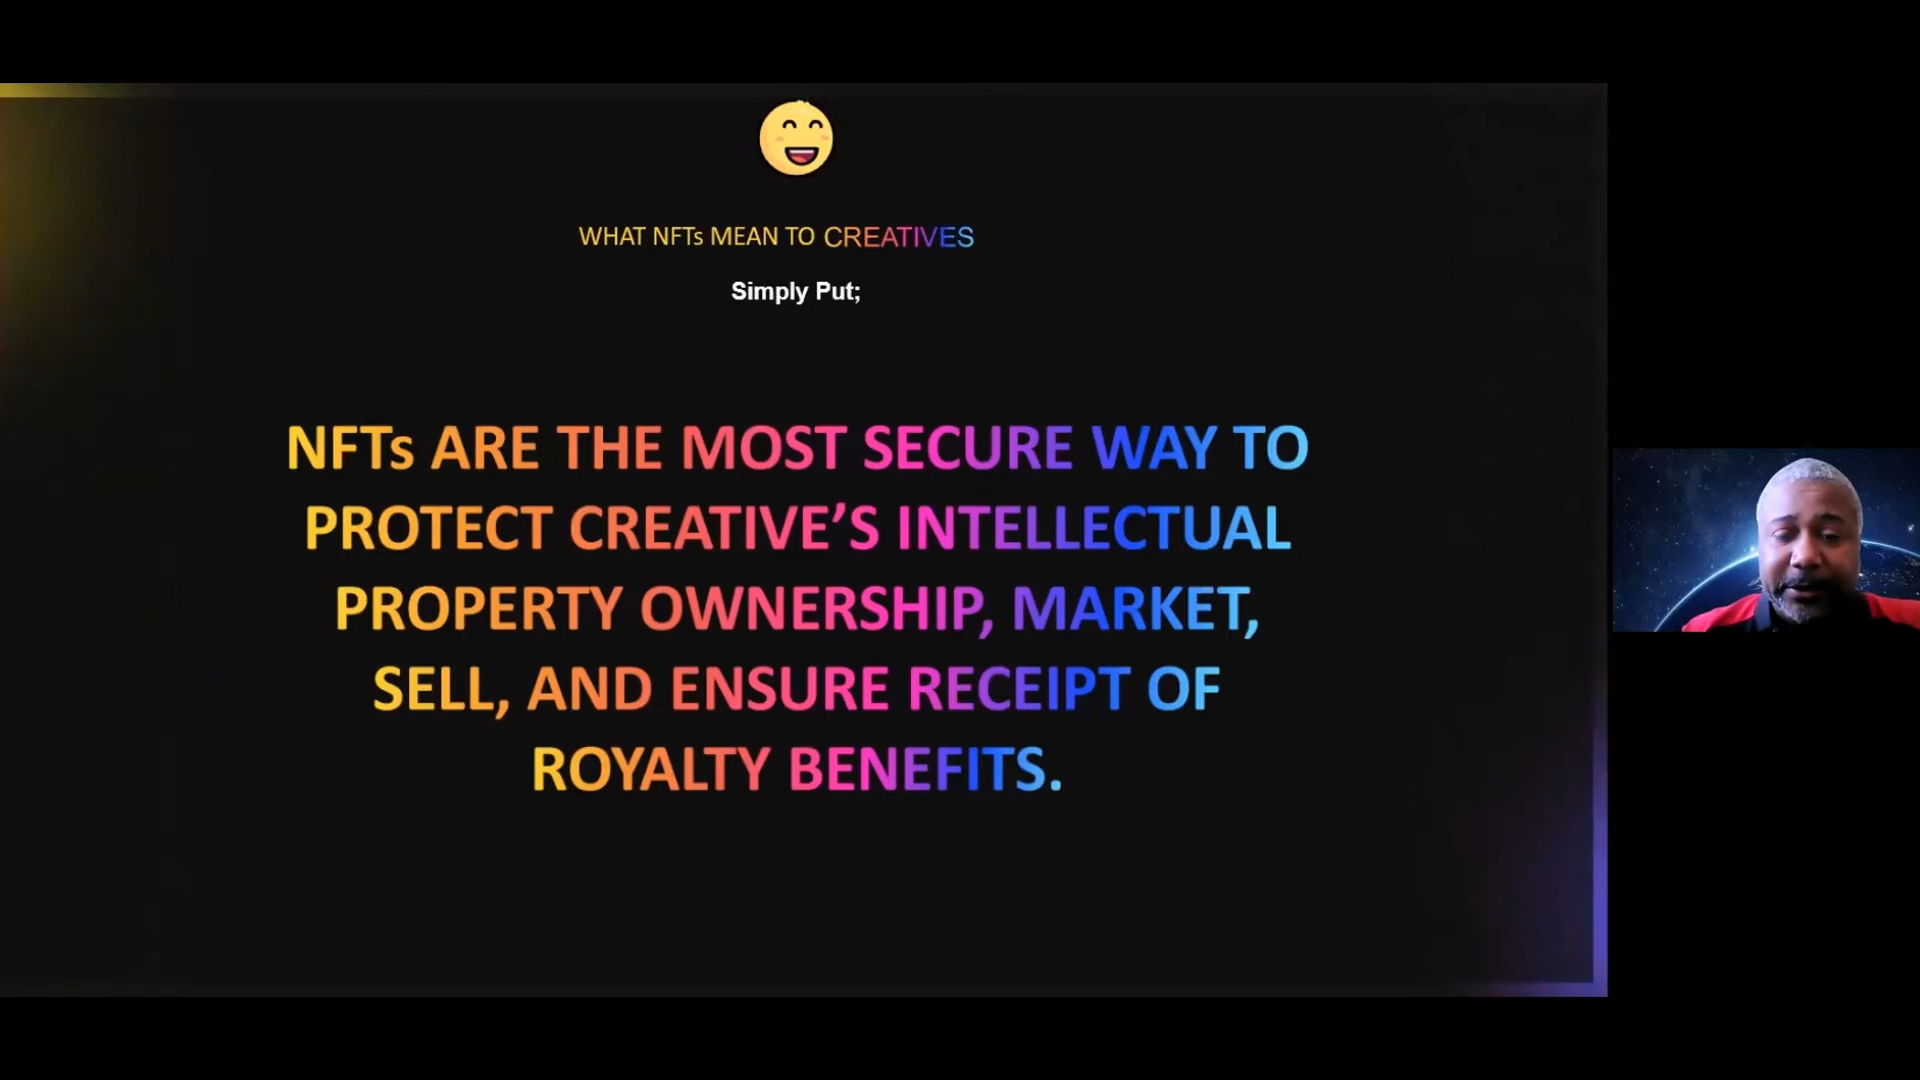 WHAT NFTs MEAN TO CREATIVES
Simply Put;
NFTs ARE THE MOST SECURE WAY TO
PROTECT CREATIVE’S INTELLECTUAL
PROPERTY OWNERSHIP, MARKET,
SELL, AND ENSURE RECEIPT OF
ROYALTY BENEFITS.